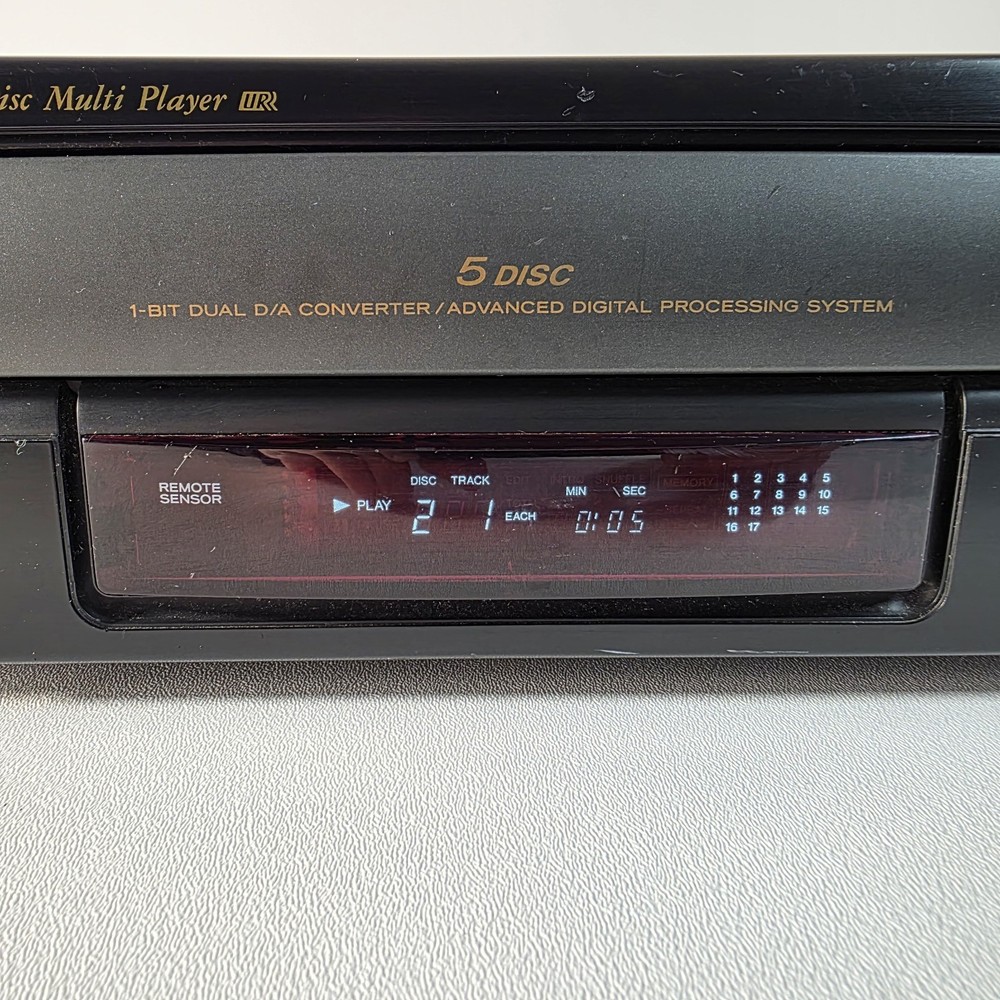 isc Multi Player
5 DISC
1-BIT DUAL D/A CONVERTER/ADVANCED DIGITAL PROCESSING SYSTEM
REMOTE
SENSOR
DISC TRACK EDIT MEMORY
MIN SEC
▶ PLAY 2 1 EACH 0:05
1 2 3 4 5
6 7 8 9 10
11 12 13 14 15
16 17